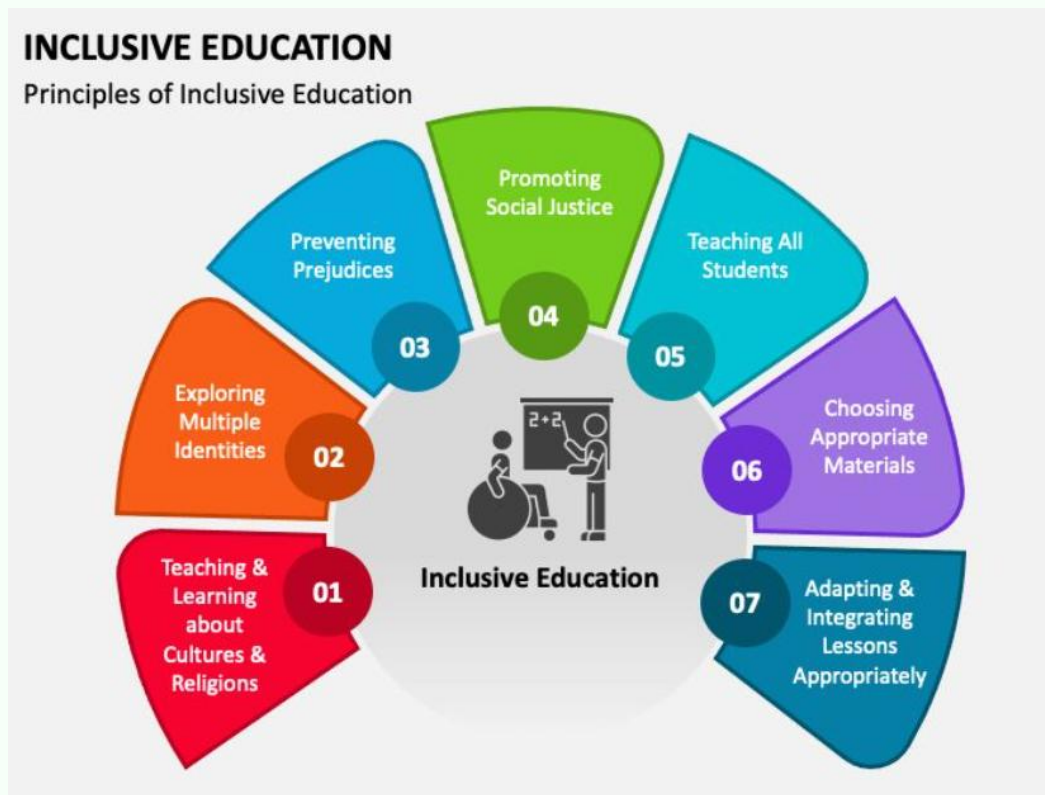 INCLUSIVE EDUCATION
Principles of Inclusive Education
Teaching &
Learning
about
Cultures &
Religions
01
Exploring
Multiple
Identities
02
Preventing
Prejudices
03
Promoting
Social Justice
04
Teaching All
Students
05
Choosing
Appropriate
Materials
06
Adapting &
Integrating
Lessons
Appropriately
07
2+2
Inclusive Education